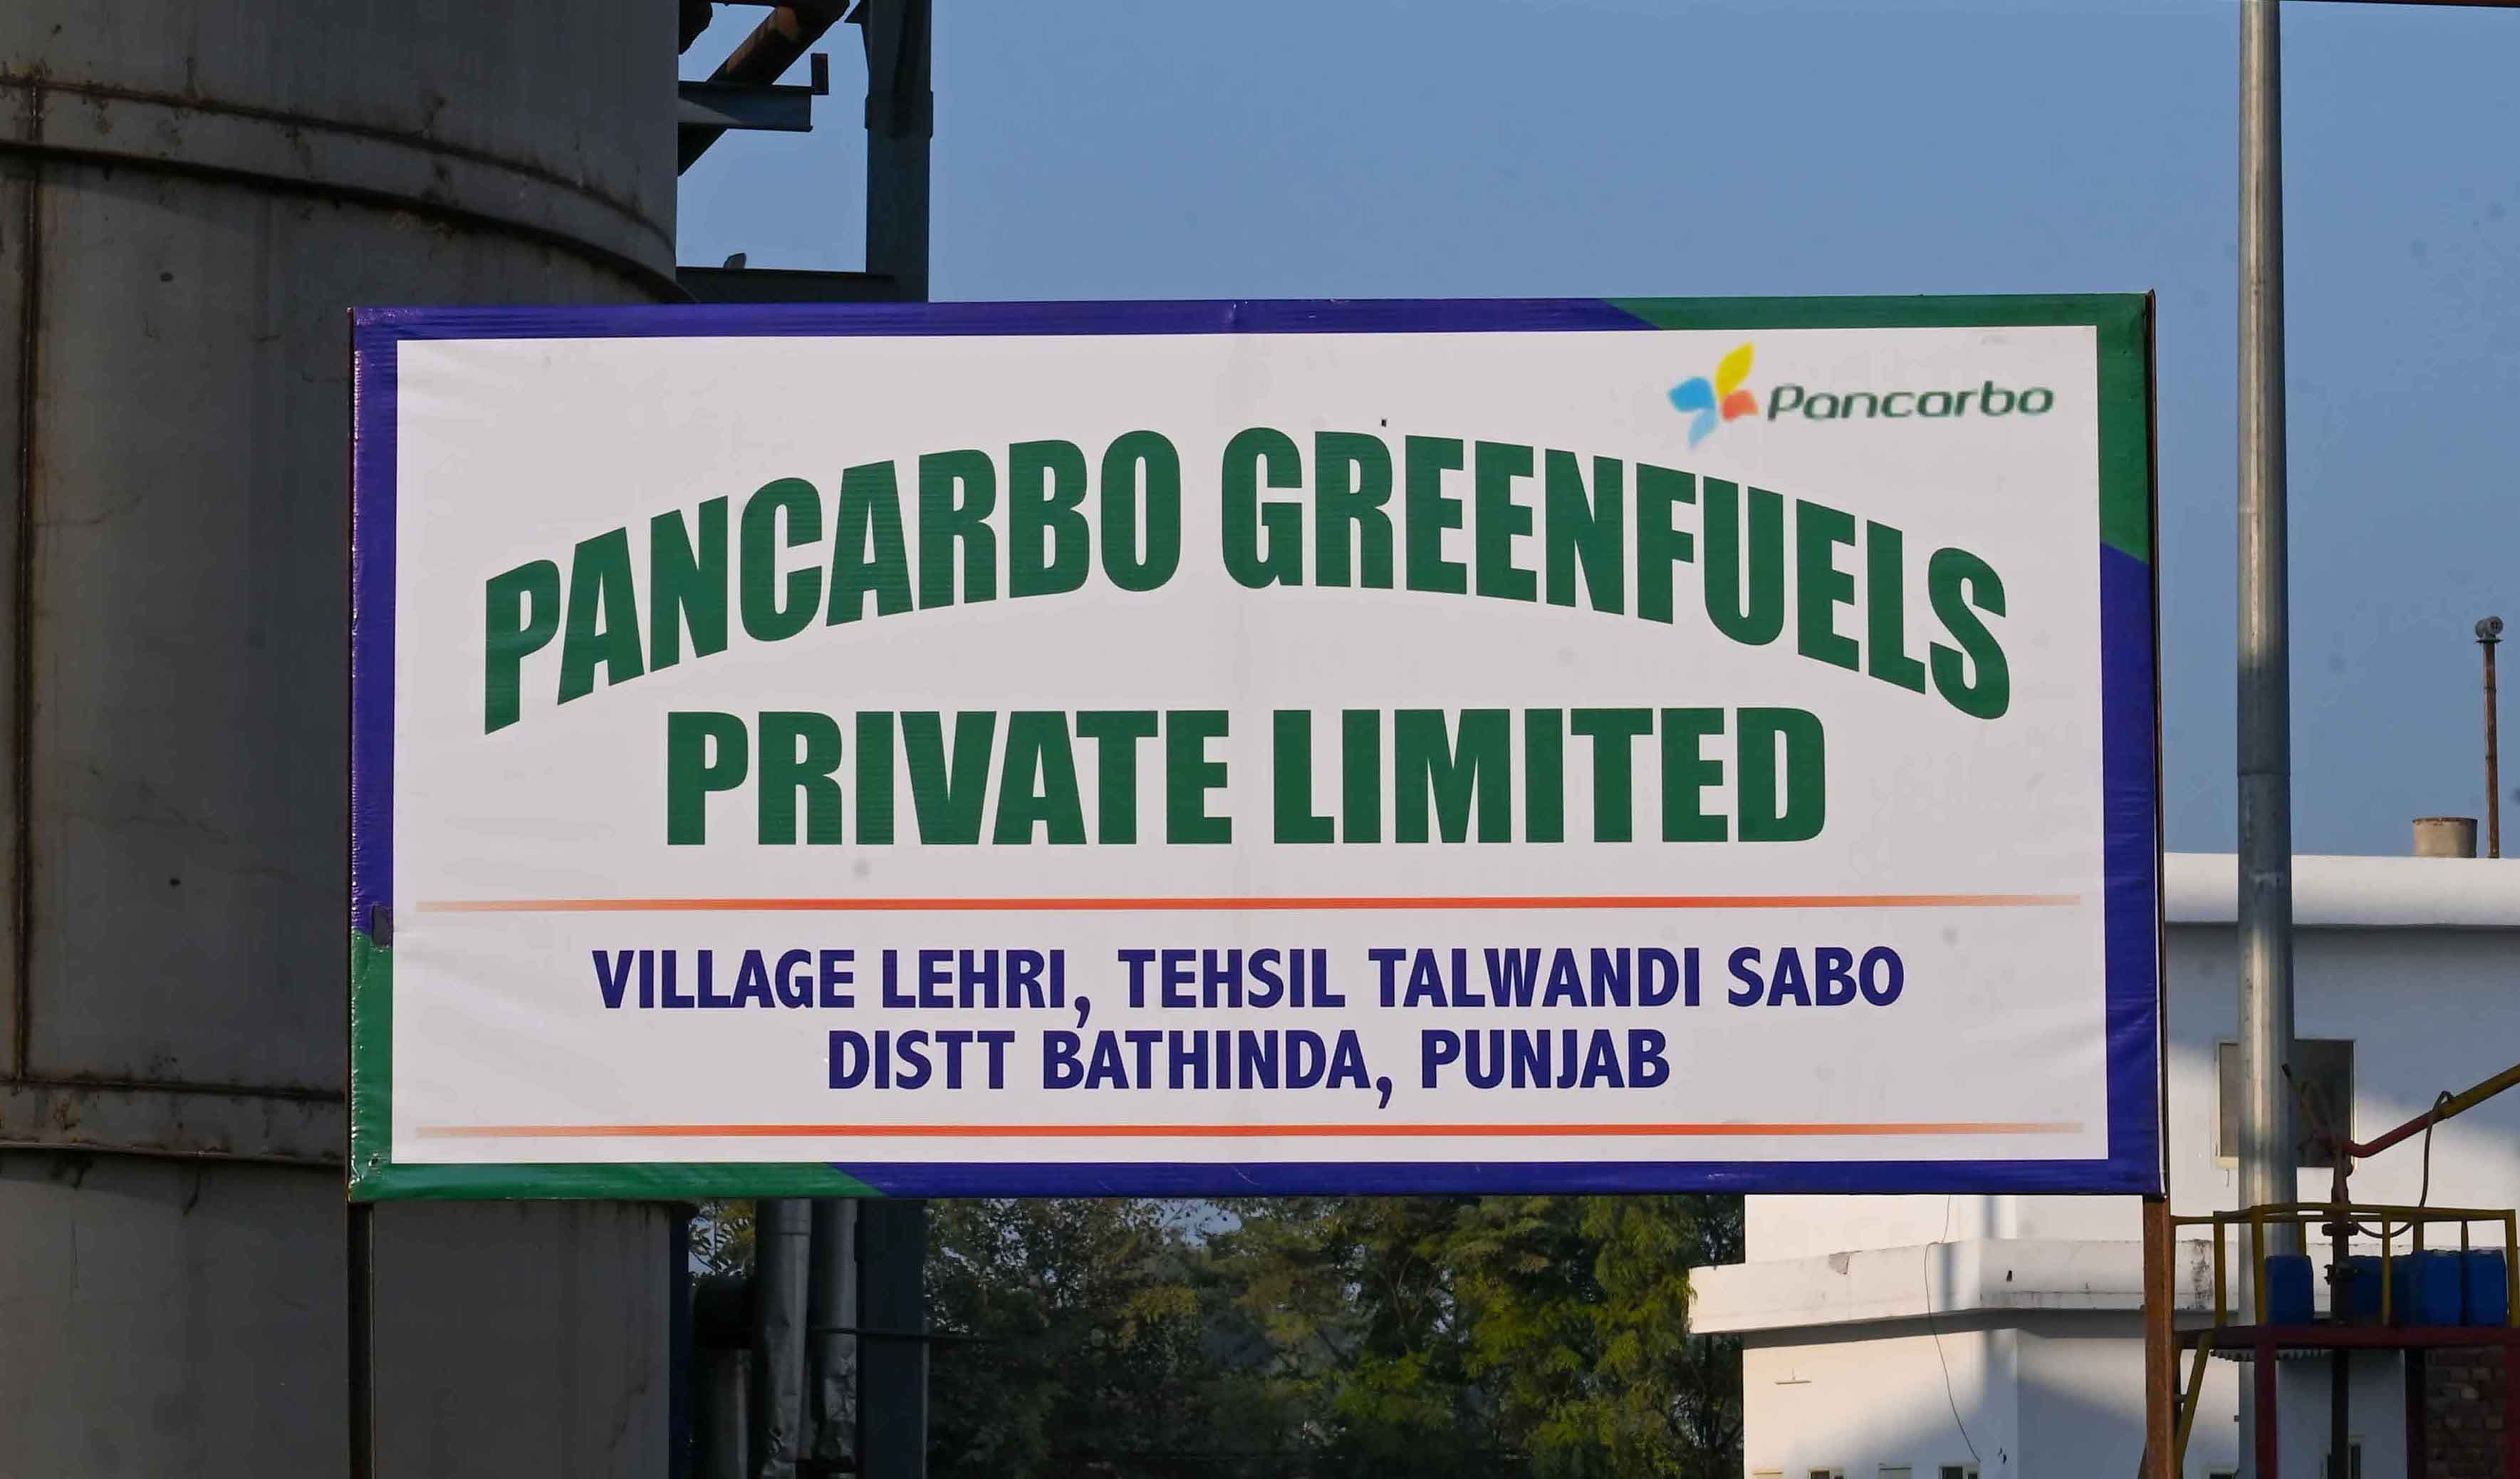 Pancarbo
PANCARBO GREENFUELS
PRIVATE LIMITED
VILLAGE LEHRI, TEHSIL TALWANDI SABO
DISTT BATHINDA, PUNJAB